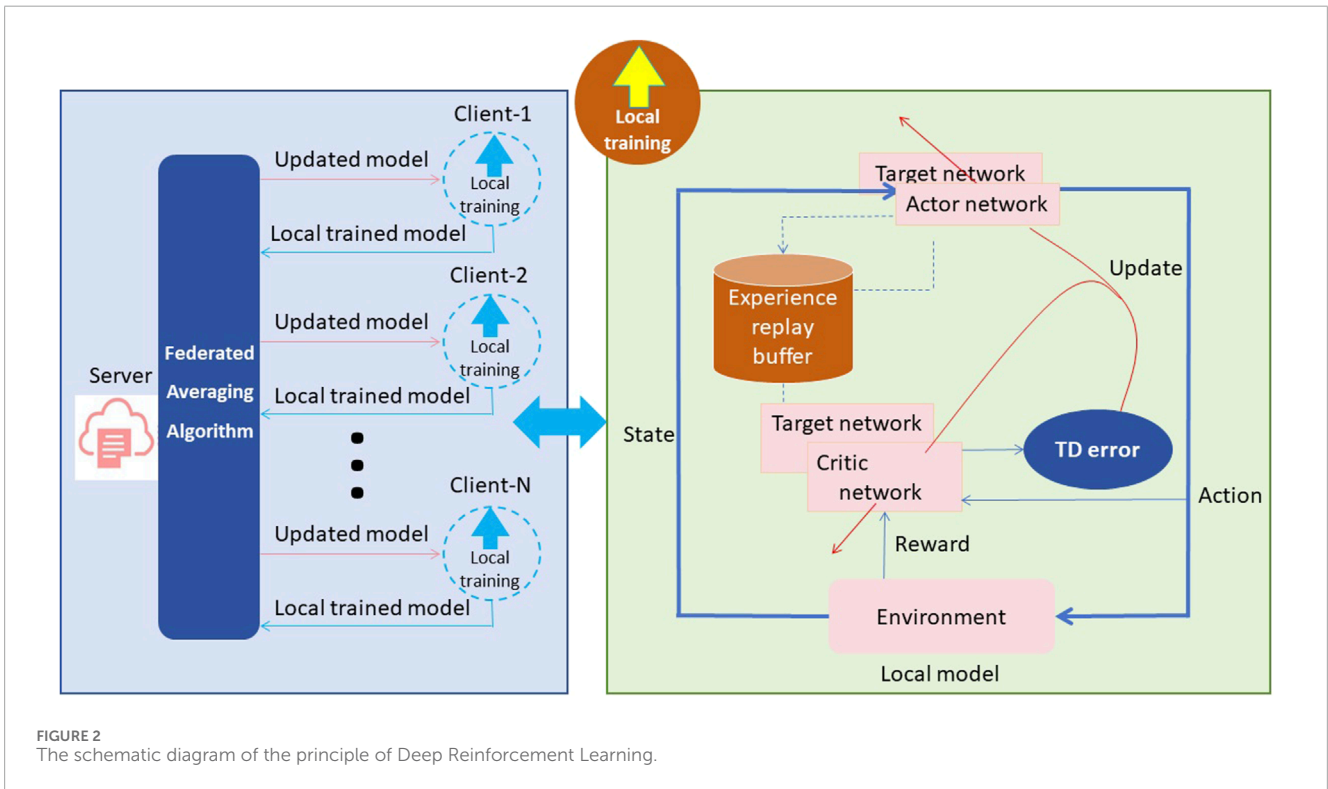 Local
training
Client-1
Updated model
Local
training
Local trained model
Client-2
Updated model
Local
training
Local trained model
Server
Federated
Averaging
Algorithm
Client-N
Updated model
Local
training
Local trained model
Target network
Actor network
Update
Experience
replay
buffer
State
Target network
Critic
network
TD error
Action
Reward
Environment
Local model
FIGURE 2
The schematic diagram of the principle of Deep Reinforcement Learning.